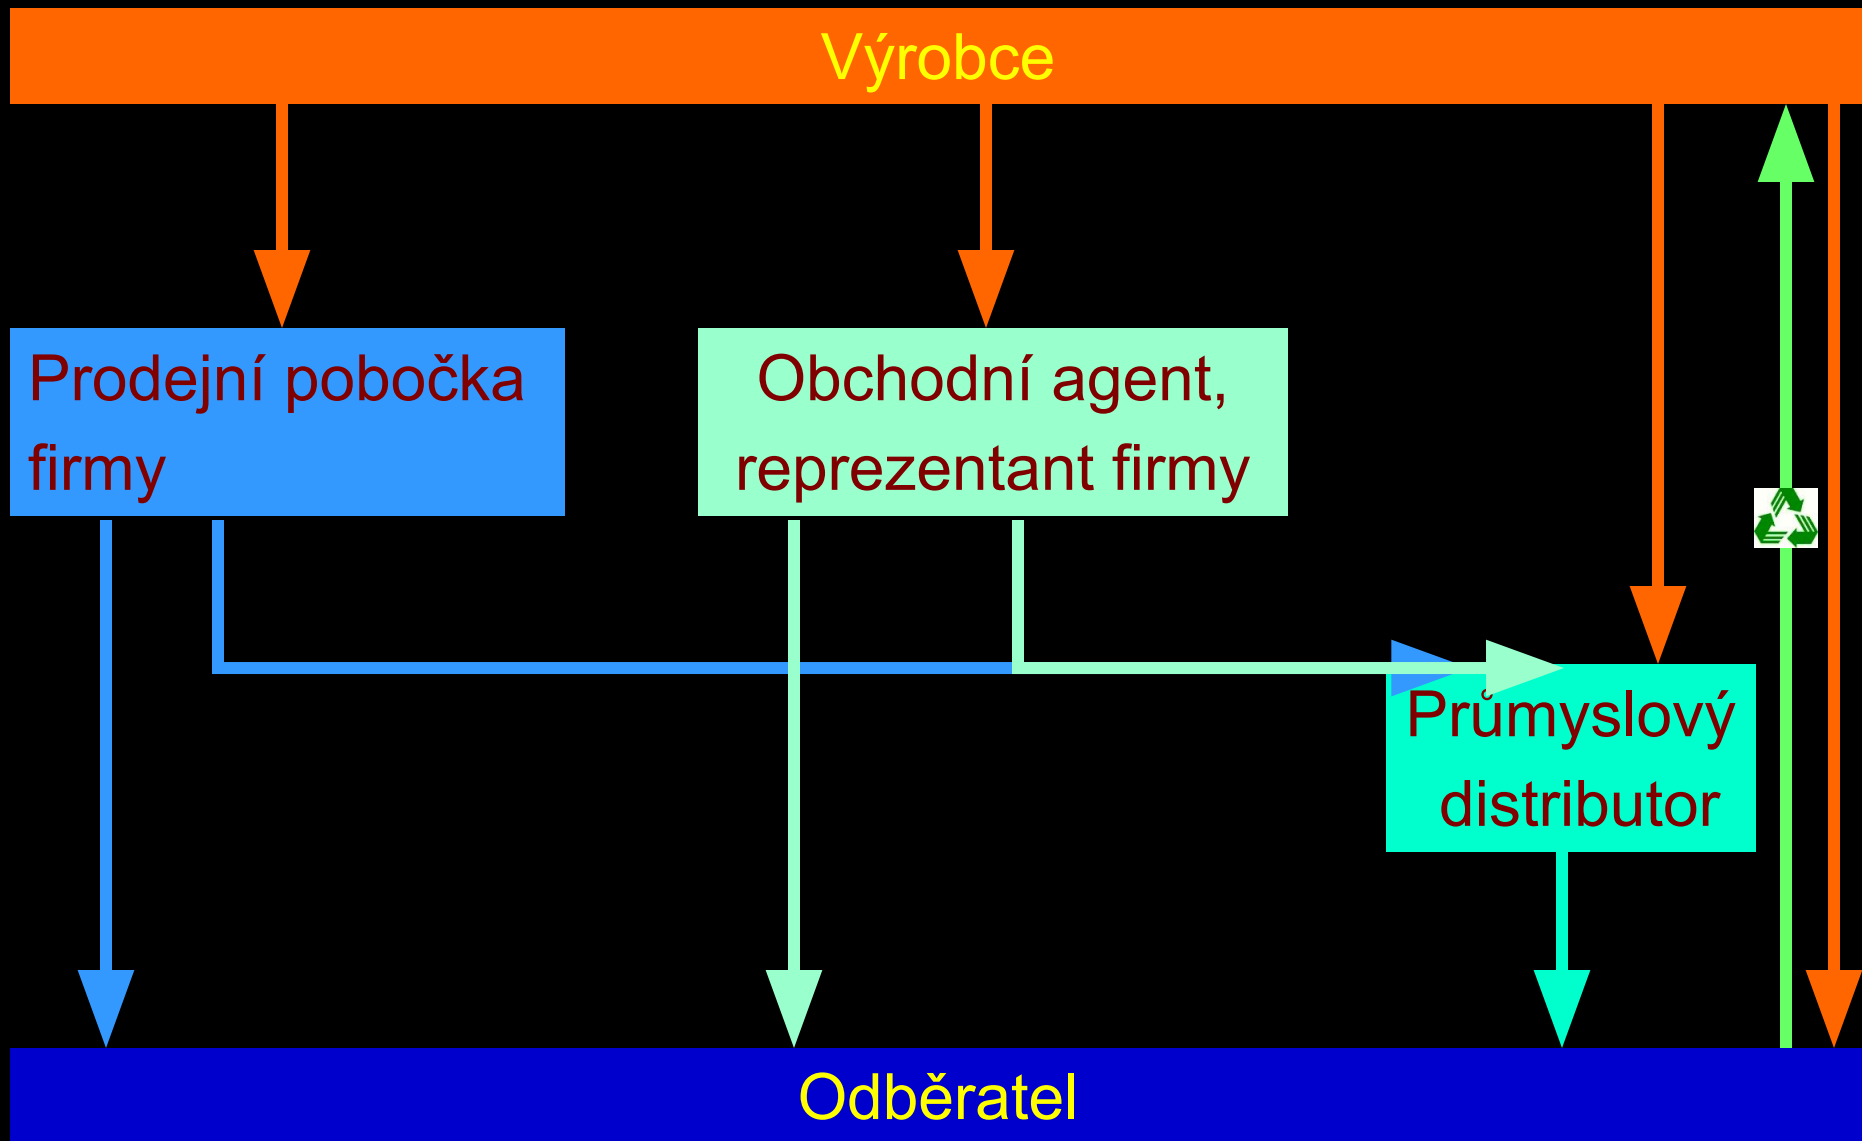 Výrobce
Prodejní pobočka
firmy
Obchodní agent,
reprezentant firmy
Průmyslový
distributor
Odběratel